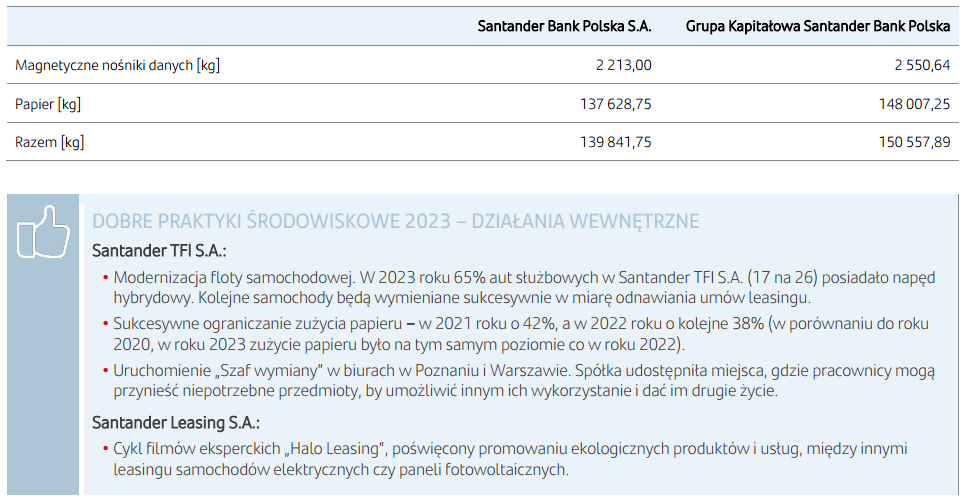 Santander Bank Polska S.A. Grupa Kapitałowa Santander Bank Polska
Magnetyczne nośniki danych [kg] 2 213,00 2 550,64
Papier [kg] 137 628,75 148 007,25
Razem [kg] 139 841,75 150 557,89
DOBRE PRAKTYKI ŚRODOWISKOWE 2023 – DZIAŁANIA WEWNĘTRZNE
Santander TFI S.A.:
• Modernizacja floty samochodowej. W 2023 roku 65% aut służbowych w Santander TFI S.A. (17 na 26) posiadało napęd
hybrydowy. Kolejne samochody będą wymieniane sukcesywnie w miarę odnawiania umów leasingu.
• Sukcesywne ograniczanie zużycia papieru – w 2021 roku o 42%, a w 2022 roku o kolejne 38% (w porównaniu do roku
2020, w roku 2023 zużycie papieru było na tym samym poziomie co w roku 2022).
• Uruchomienie „Szaf wymiany” w biurach w Poznaniu i Warszawie. Spółka udostępniła miejsca, gdzie pracownicy mogą
przynieść niepotrzebne przedmioty, by umożliwić innym ich wykorzystanie i dać im drugie życie.
Santander Leasing S.A.:
• Cykl filmów eksperckich „Halo Leasing”, poświęcony promowaniu ekologicznych produktów i usług, między innymi
leasingu samochodów elektrycznych czy paneli fotowoltaicznych.